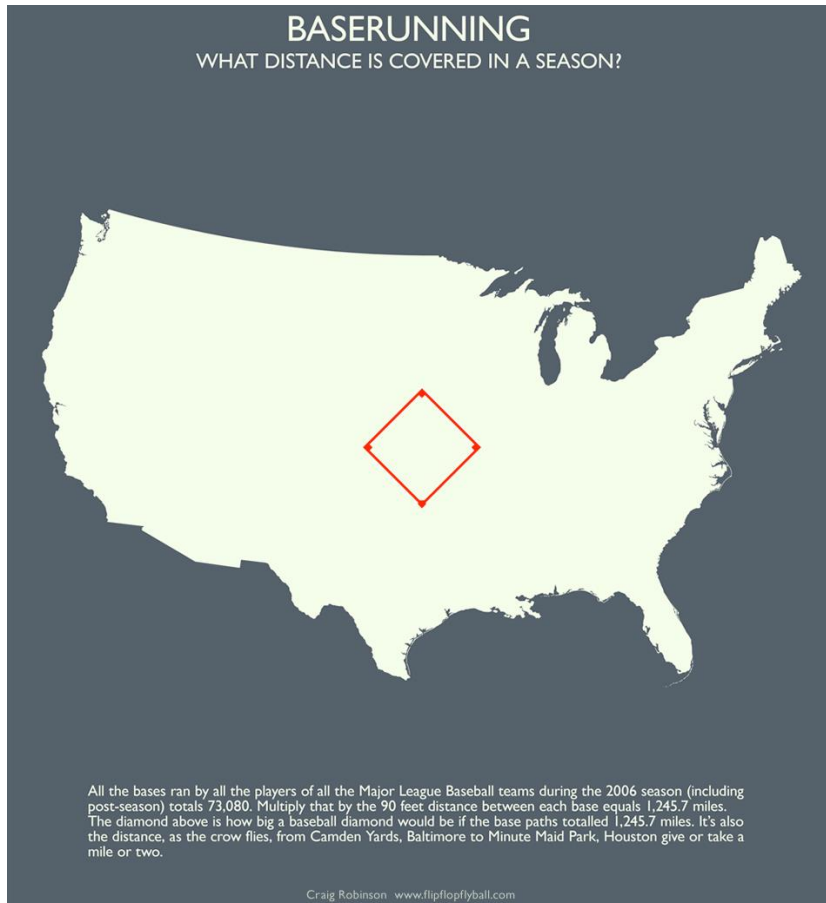 BASERUNNING
WHAT DISTANCE IS COVERED IN A SEASON?
All the bases ran by all the players of all the Major League Baseball teams during the 2006 season (including
post-season) totals 73,080. Multiply that by the 90 feet distance between each base equals 1,245.7 miles.
The diamond above is how big a baseball diamond would be if the base paths totalled 1,245.7 miles. It's also
the distance, as the crow flies, from Camden Yards, Baltimore to Minute Maid Park, Houston give or take a
mile or two.
Craig Robinson www.flipflopflyball.com